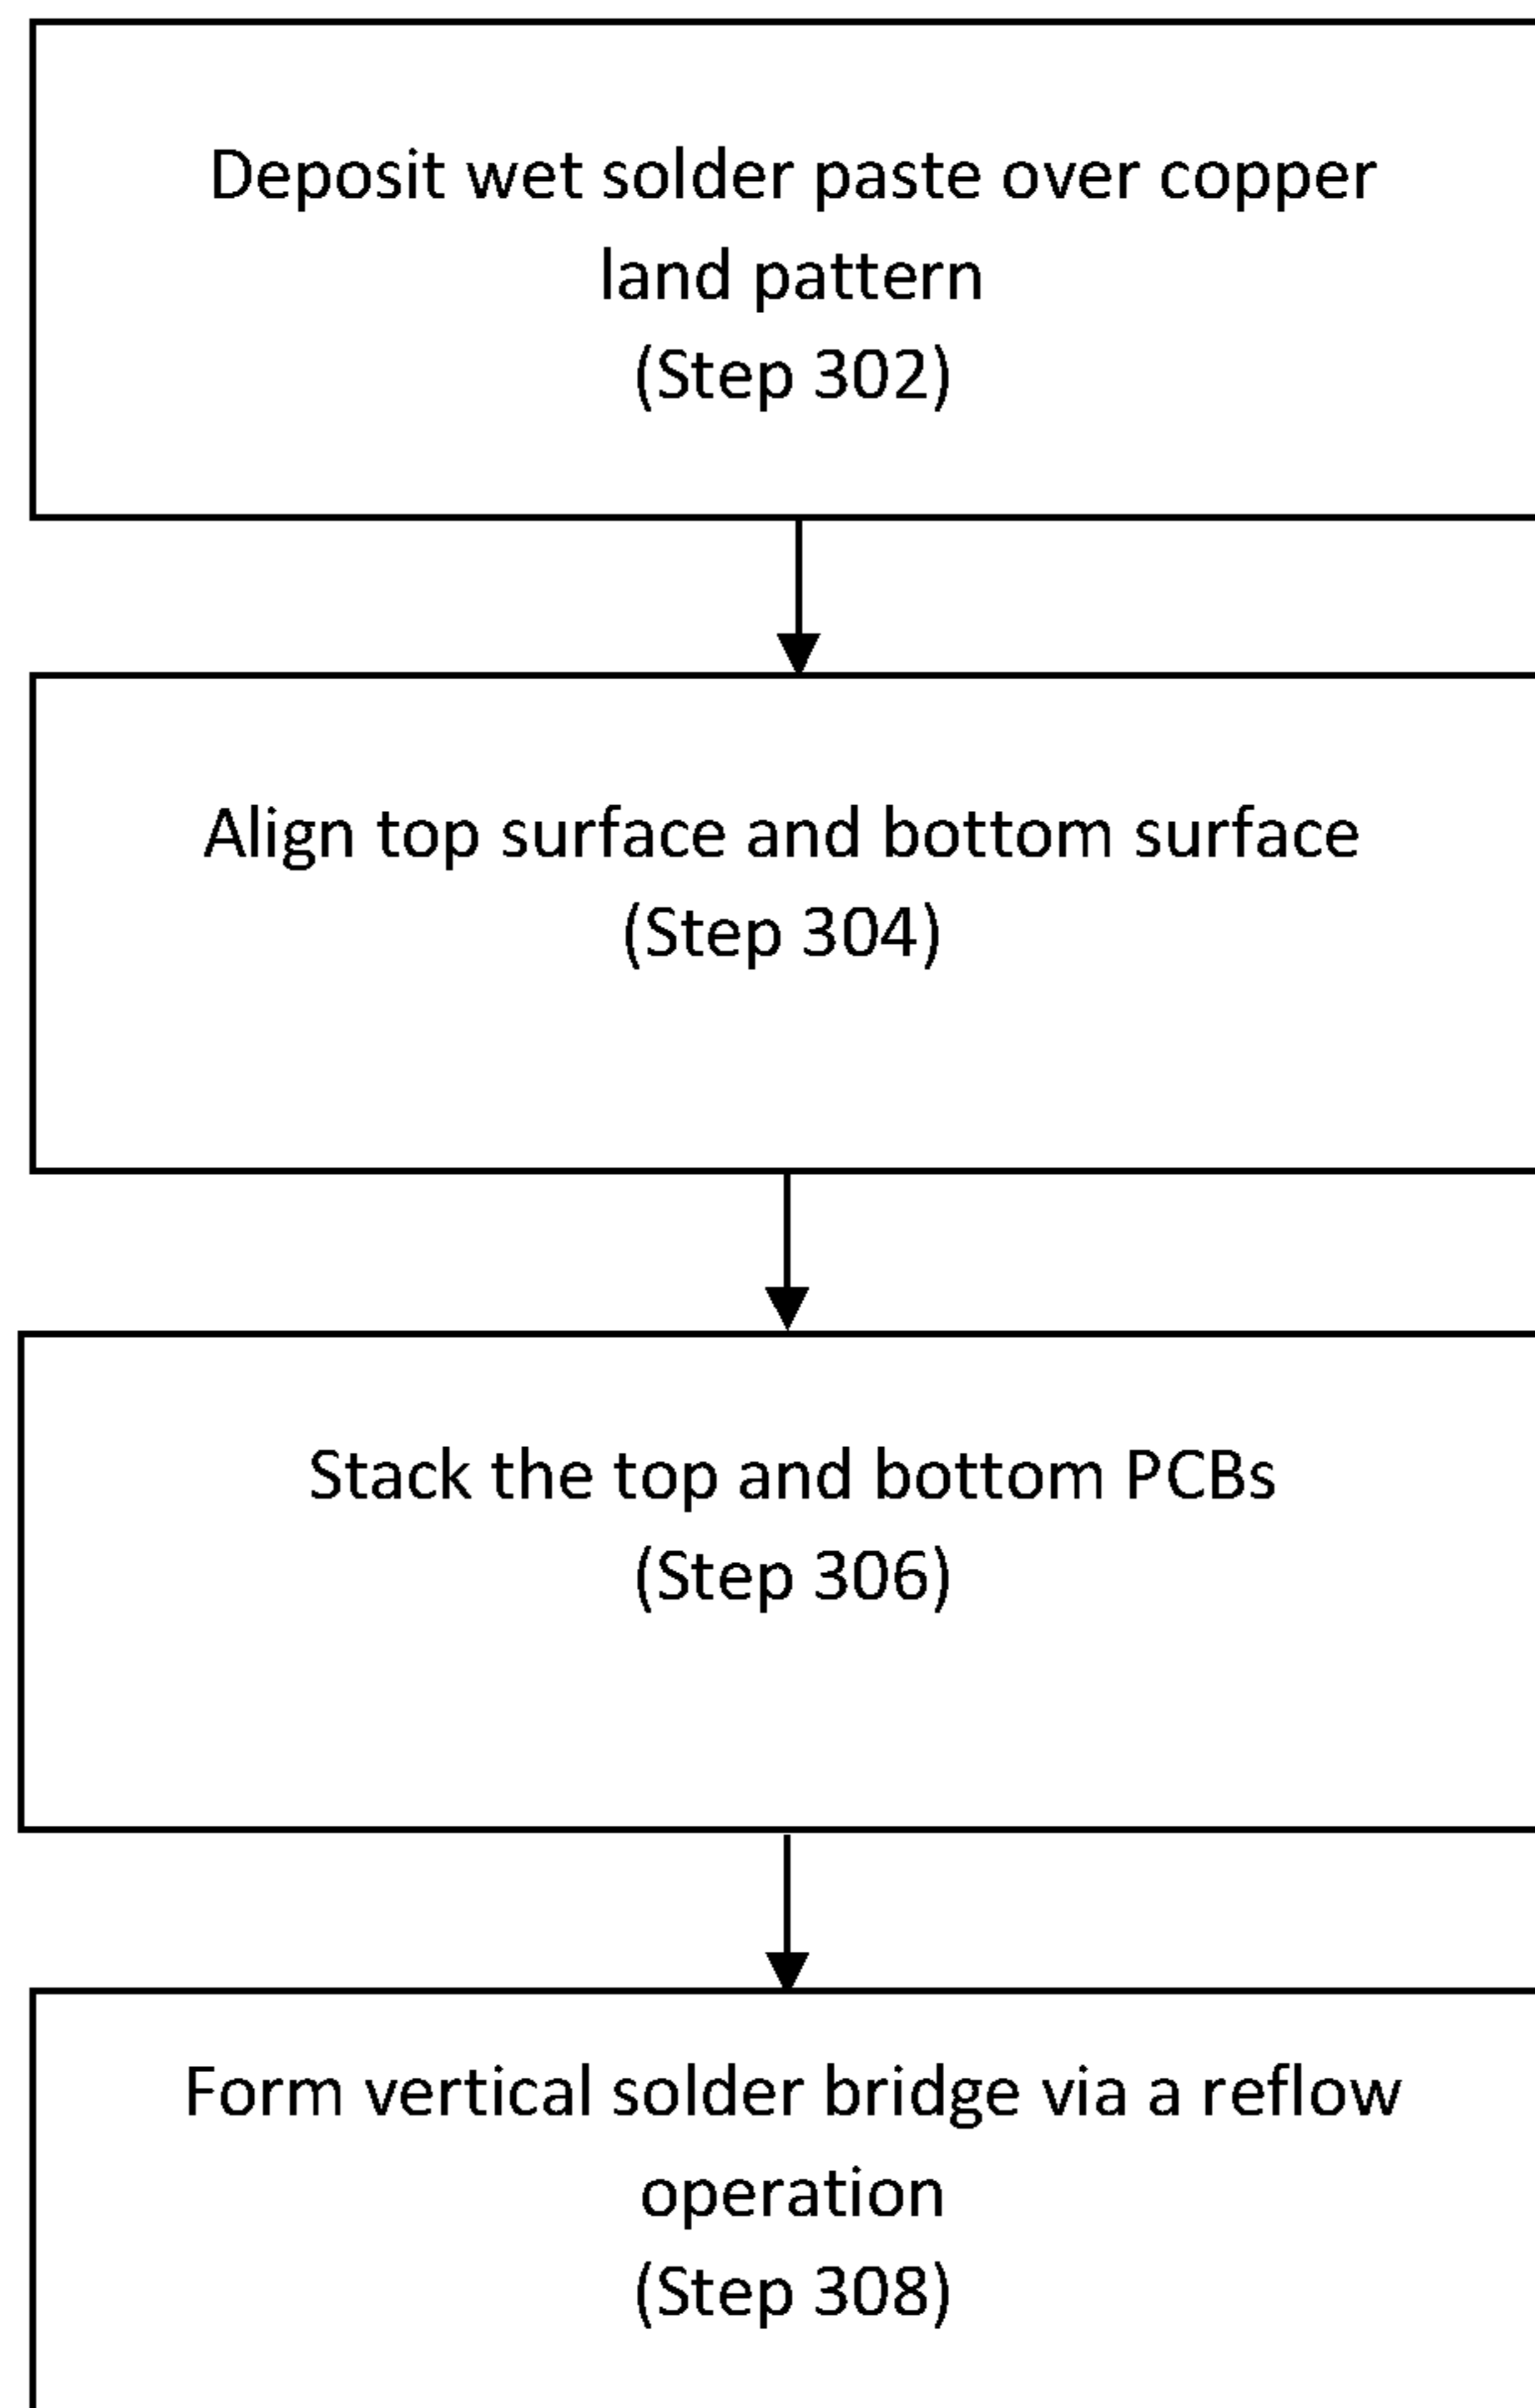 Deposit wet solder paste over copper
land pattern
(Step 302)
Align top surface and bottom surface
(Step 304)
Stack the top and bottom PCBs
(Step 306)
Form vertical solder bridge via a reflow
operation
(Step 308)